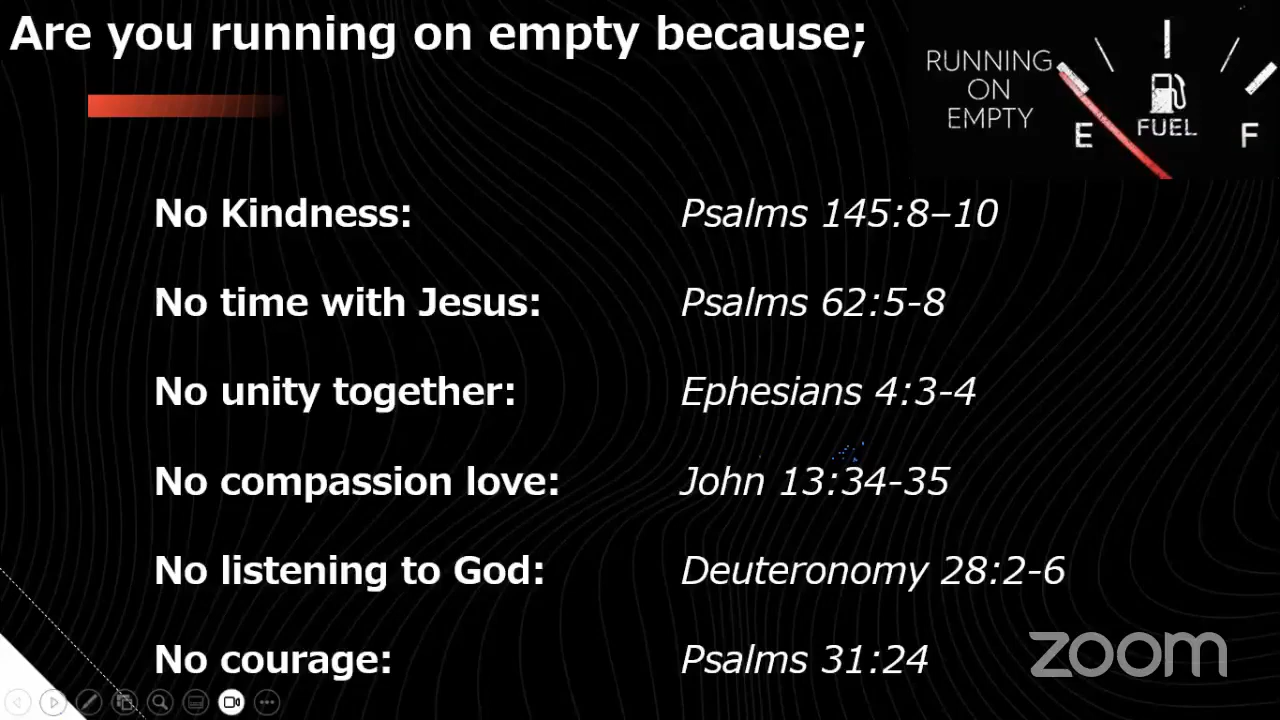 Are you running on empty because;
RUNNING
ON
EMPTY
E
FUEL
F
No Kindness: Psalms 145:8–10
No time with Jesus: Psalms 62:5-8
No unity together: Ephesians 4:3-4
No compassion love: John 13:34-35
No listening to God: Deuteronomy 28:2-6
No courage: Psalms 31:24
zoom